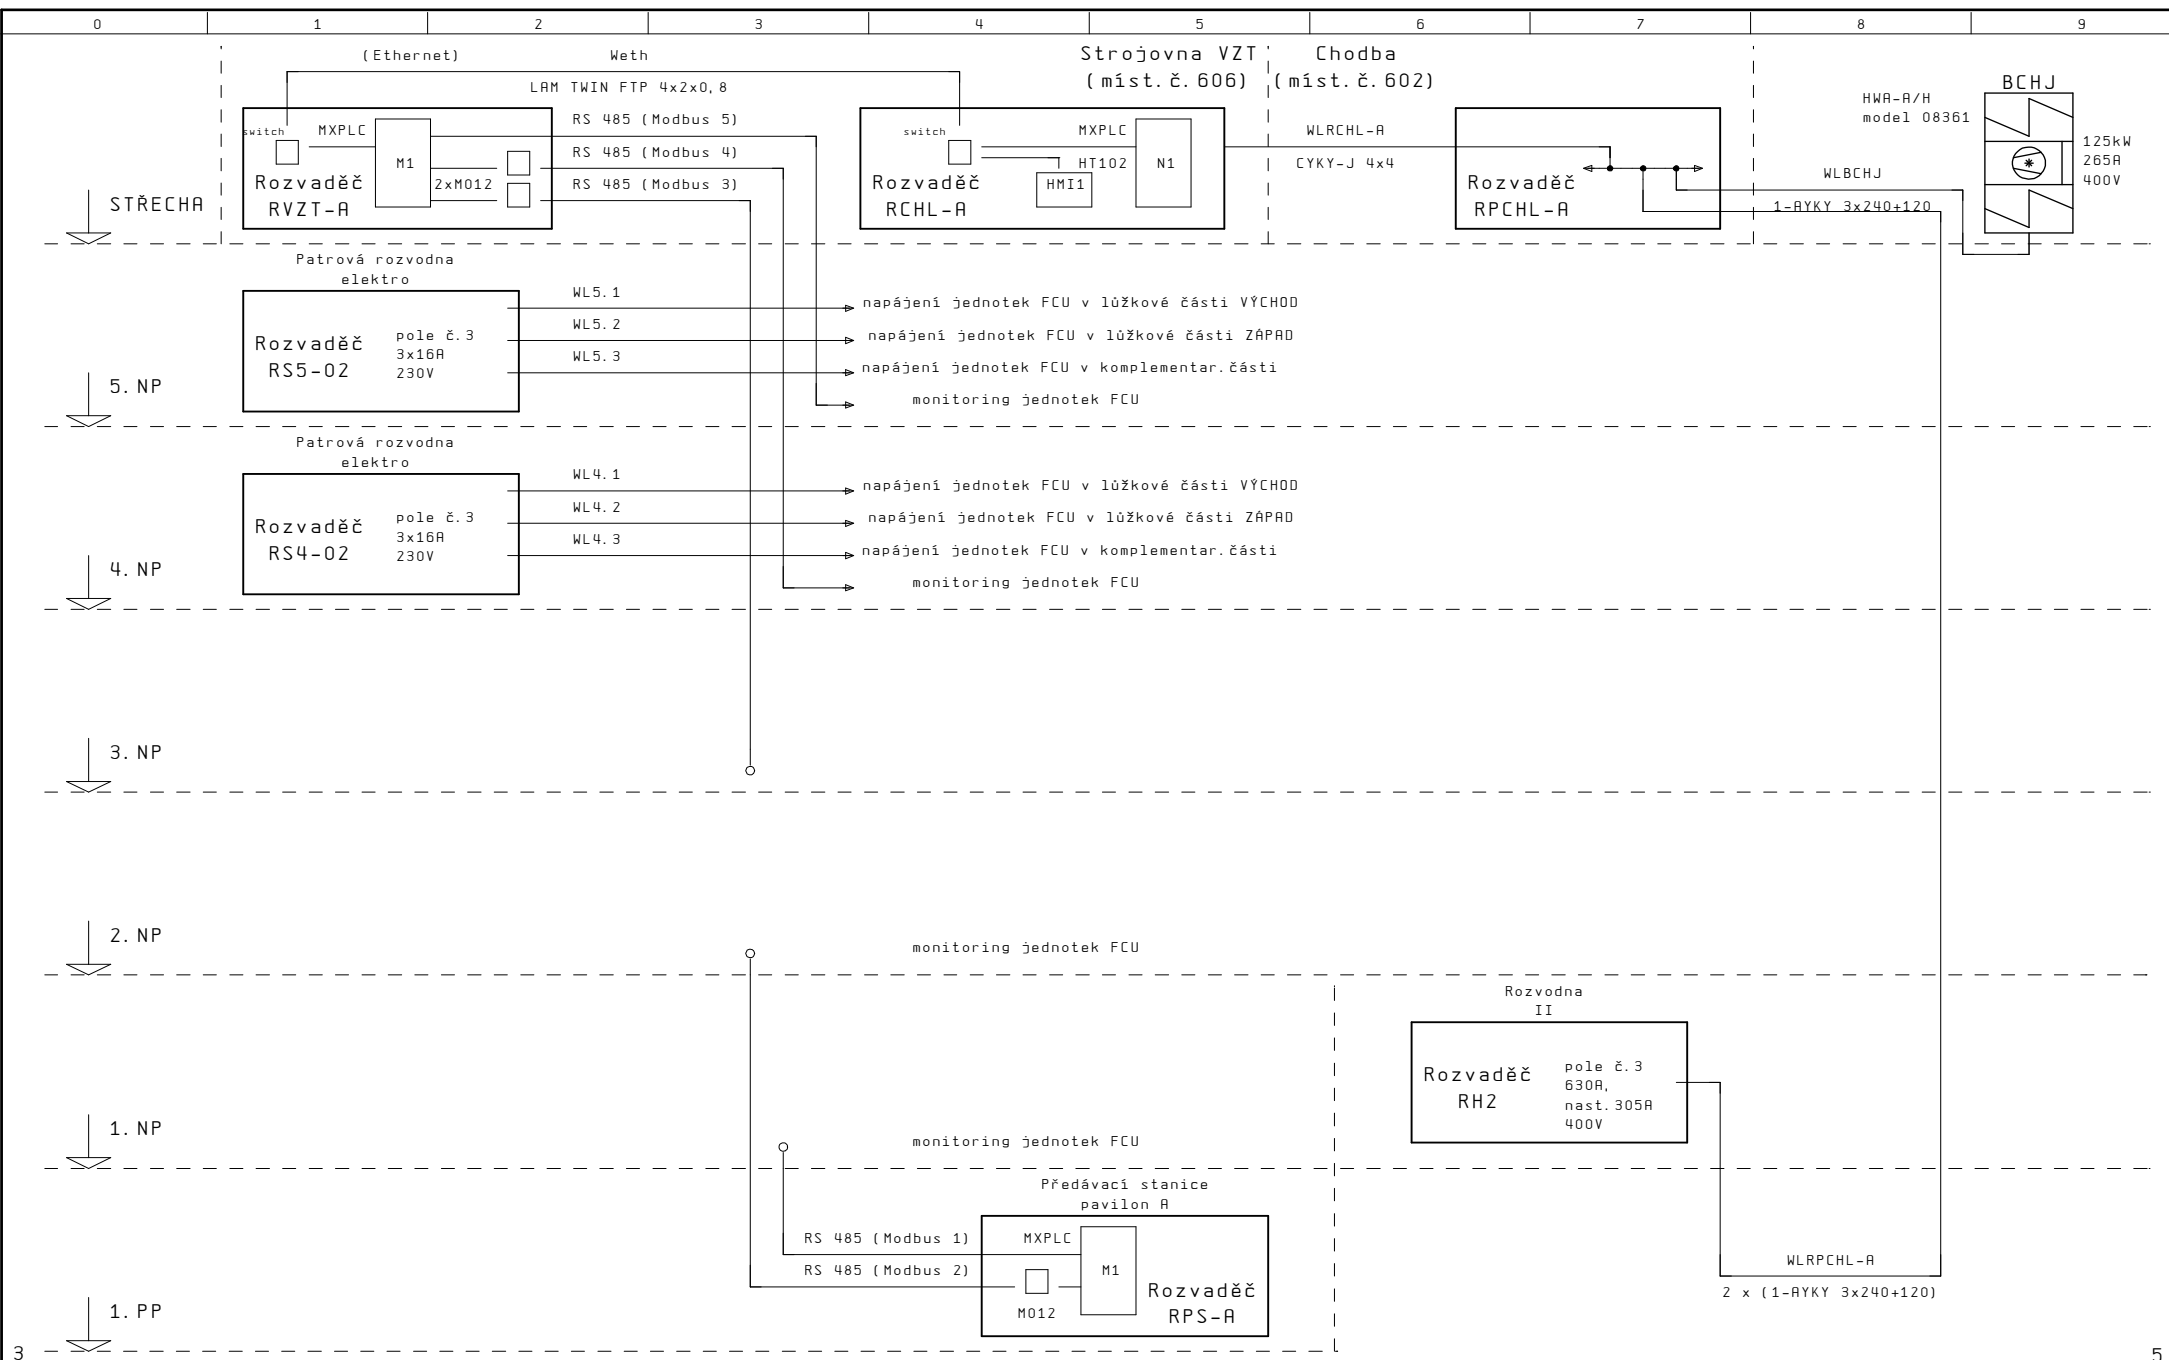 0 1 2 3 4 5 6 7 8 9
(Ethernet) Weth
LAM TWIN FTP 4x2x0,8
Strojovna VZT
(míst.č.606)
Chodba
(míst.č.602)
BCHJ
HWA-A/H
model 08361
125kW
265A
400V
switch
MXPLC
M1
2xM012
Rozvaděč
RVZT-A
RS 485 (Modbus 5)
RS 485 (Modbus 4)
RS 485 (Modbus 3)
switch
MXPLC
HT102
HMI1
N1
Rozvaděč
RCHL-A
WLRCHL-A
CYKY-J 4x4
Rozvaděč
RPCHL-A
WLBCHJ
1-AYKY 3x240+120
STŘECHA
Patrová rozvodna
elektro
Rozvaděč
RS5-02
pole č.3
3x16A
230V
WL5.1
WL5.2
WL5.3
napájení jednotek FCU v lůžkové části VÝCHOD
napájení jednotek FCU v lůžkové části ZÁPAD
napájení jednotek FCU v komplementar.části
monitoring jednotek FCU
5.NP
Patrová rozvodna
elektro
Rozvaděč
RS4-02
pole č.3
3x16A
230V
WL4.1
WL4.2
WL4.3
napájení jednotek FCU v lůžkové části VÝCHOD
napájení jednotek FCU v lůžkové části ZÁPAD
napájení jednotek FCU v komplementar.části
monitoring jednotek FCU
4.NP
3.NP
2.NP
monitoring jednotek FCU
Rozvodna
II
Rozvaděč
RH2
pole č.3
630A,
nast.305A
400V
1.NP
monitoring jednotek FCU
Předávací stanice
pavilon A
RS 485 (Modbus 1)
RS 485 (Modbus 2)
MXPLC
M1
M012
Rozvaděč
RPS-A
WLRPCHL-A
2 x (1-AYKY 3x240+120)
1.PP
3
5